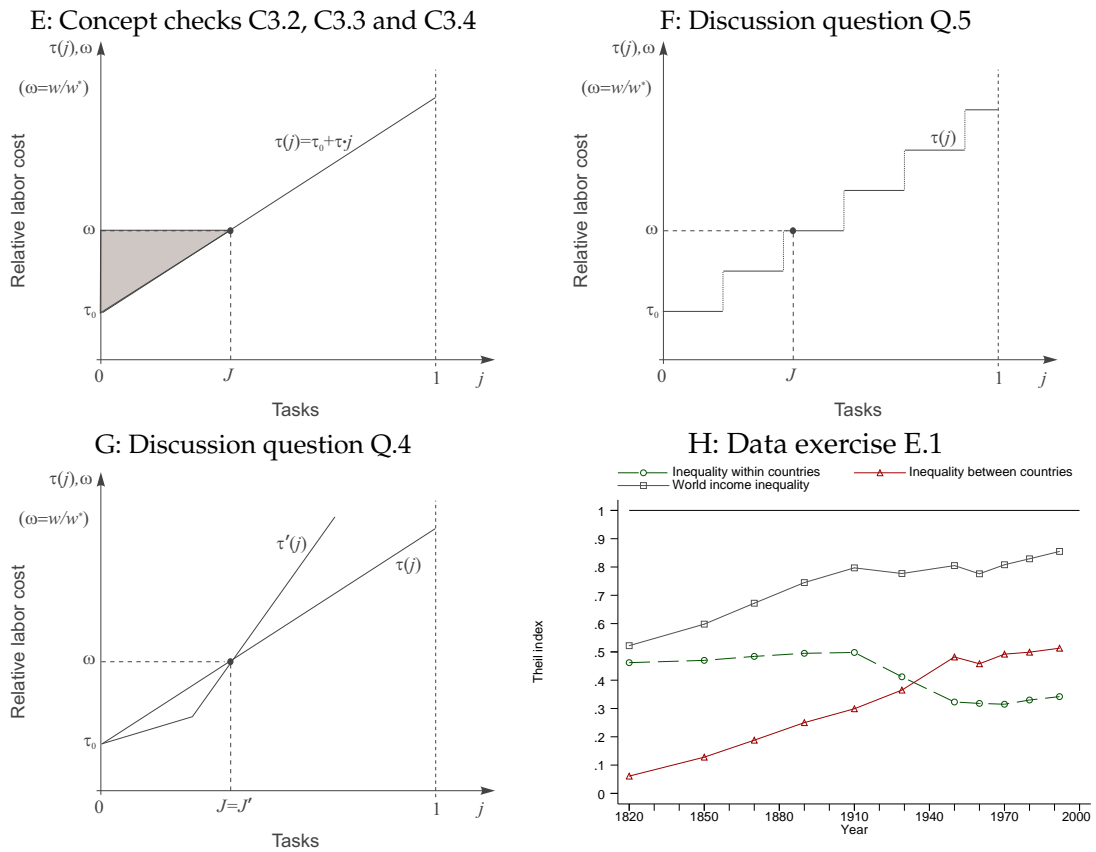 E: Concept checks C3.2, C3.3 and C3.4
τ(j),ω
(ω=w/w*)
Relative labor cost
τ(j)=τ₀+τ·j
ω
τ₀
0
J
1
j
Tasks
F: Discussion question Q.5
τ(j),ω
(ω=w/w*)
Relative labor cost
τ(j)
ω
τ₀
0
J
1
j
Tasks
G: Discussion question Q.4
τ(j),ω
(ω=w/w*)
Relative labor cost
τ′(j)
τ(j)
ω
τ₀
0
J=J′
1
j
Tasks
H: Data exercise E.1
Inequality within countries
Inequality between countries
World income inequality
Theil index
1
.9
.8
.7
.6
.5
.4
.3
.2
.1
0
1820 1850 1880 1910 1940 1970 2000
Year